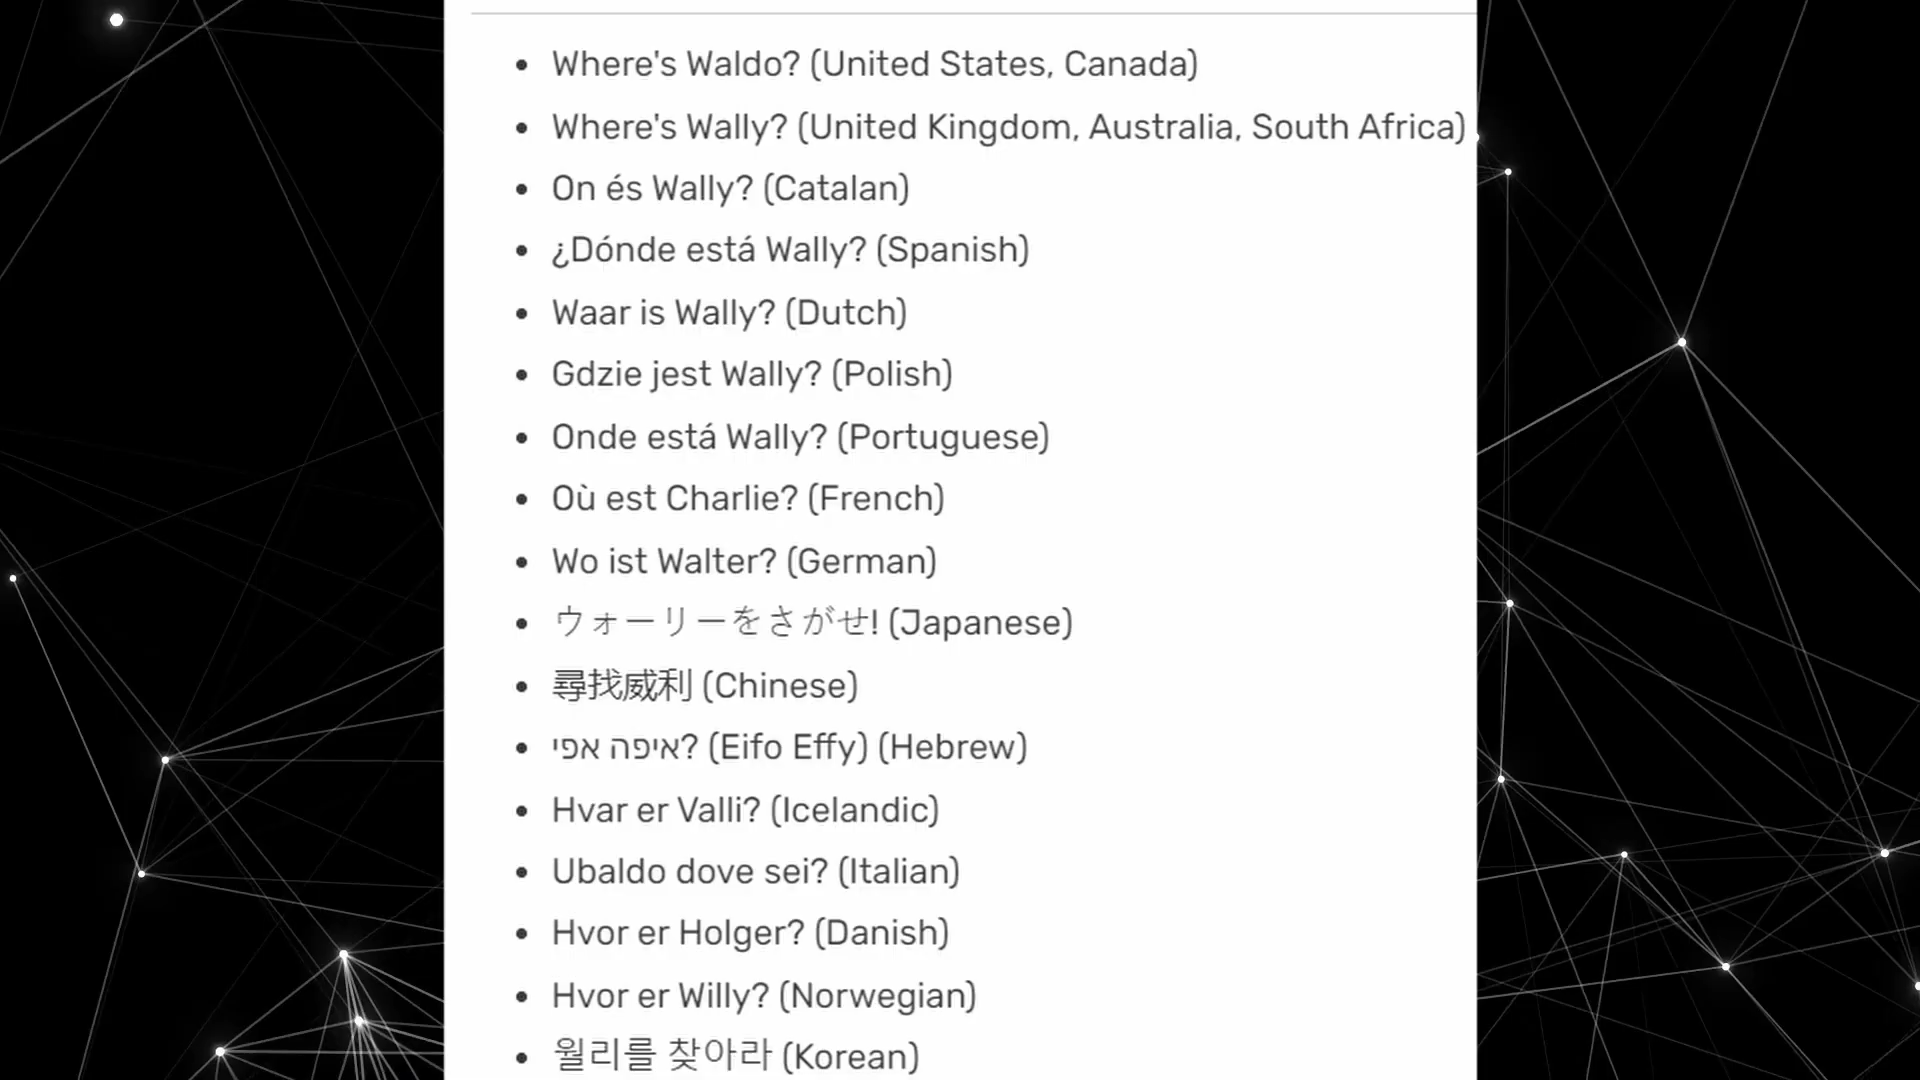 Where's Waldo? (United States, Canada)
Where's Wally? (United Kingdom, Australia, South Africa)
On és Wally? (Catalan)
¿Dónde está Wally? (Spanish)
Waar is Wally? (Dutch)
Gdzie jest Wally? (Polish)
Onde está Wally? (Portuguese)
Où est Charlie? (French)
Wo ist Walter? (German)
ウォーリーをさがせ! (Japanese)
尋找威利 (Chinese)
איפה אפי? (Eifo Effy) (Hebrew)
Hvar er Valli? (Icelandic)
Ubaldo dove sei? (Italian)
Hvor er Holger? (Danish)
Hvor er Willy? (Norwegian)
월리를 찾아라 (Korean)